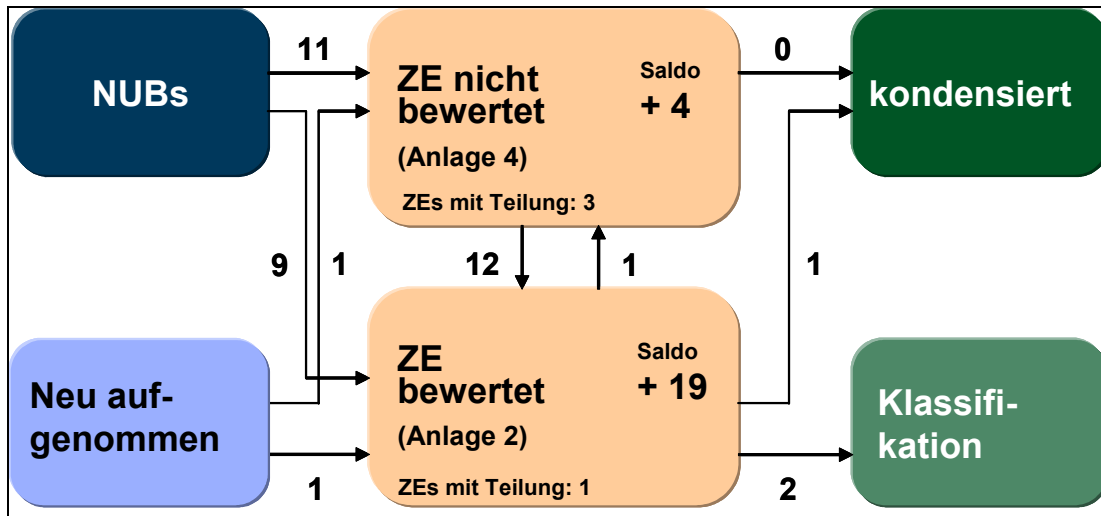 NUBs
11
ZE nicht
bewertet
(Anlage 4)
Saldo
+ 4
ZEs mit Teilung: 3
0
kondensiert
9
1
12
1
1
Neu auf-
genommen
1
ZE
bewertet
(Anlage 2)
Saldo
+ 19
ZEs mit Teilung: 1
2
Klassifi-
kation